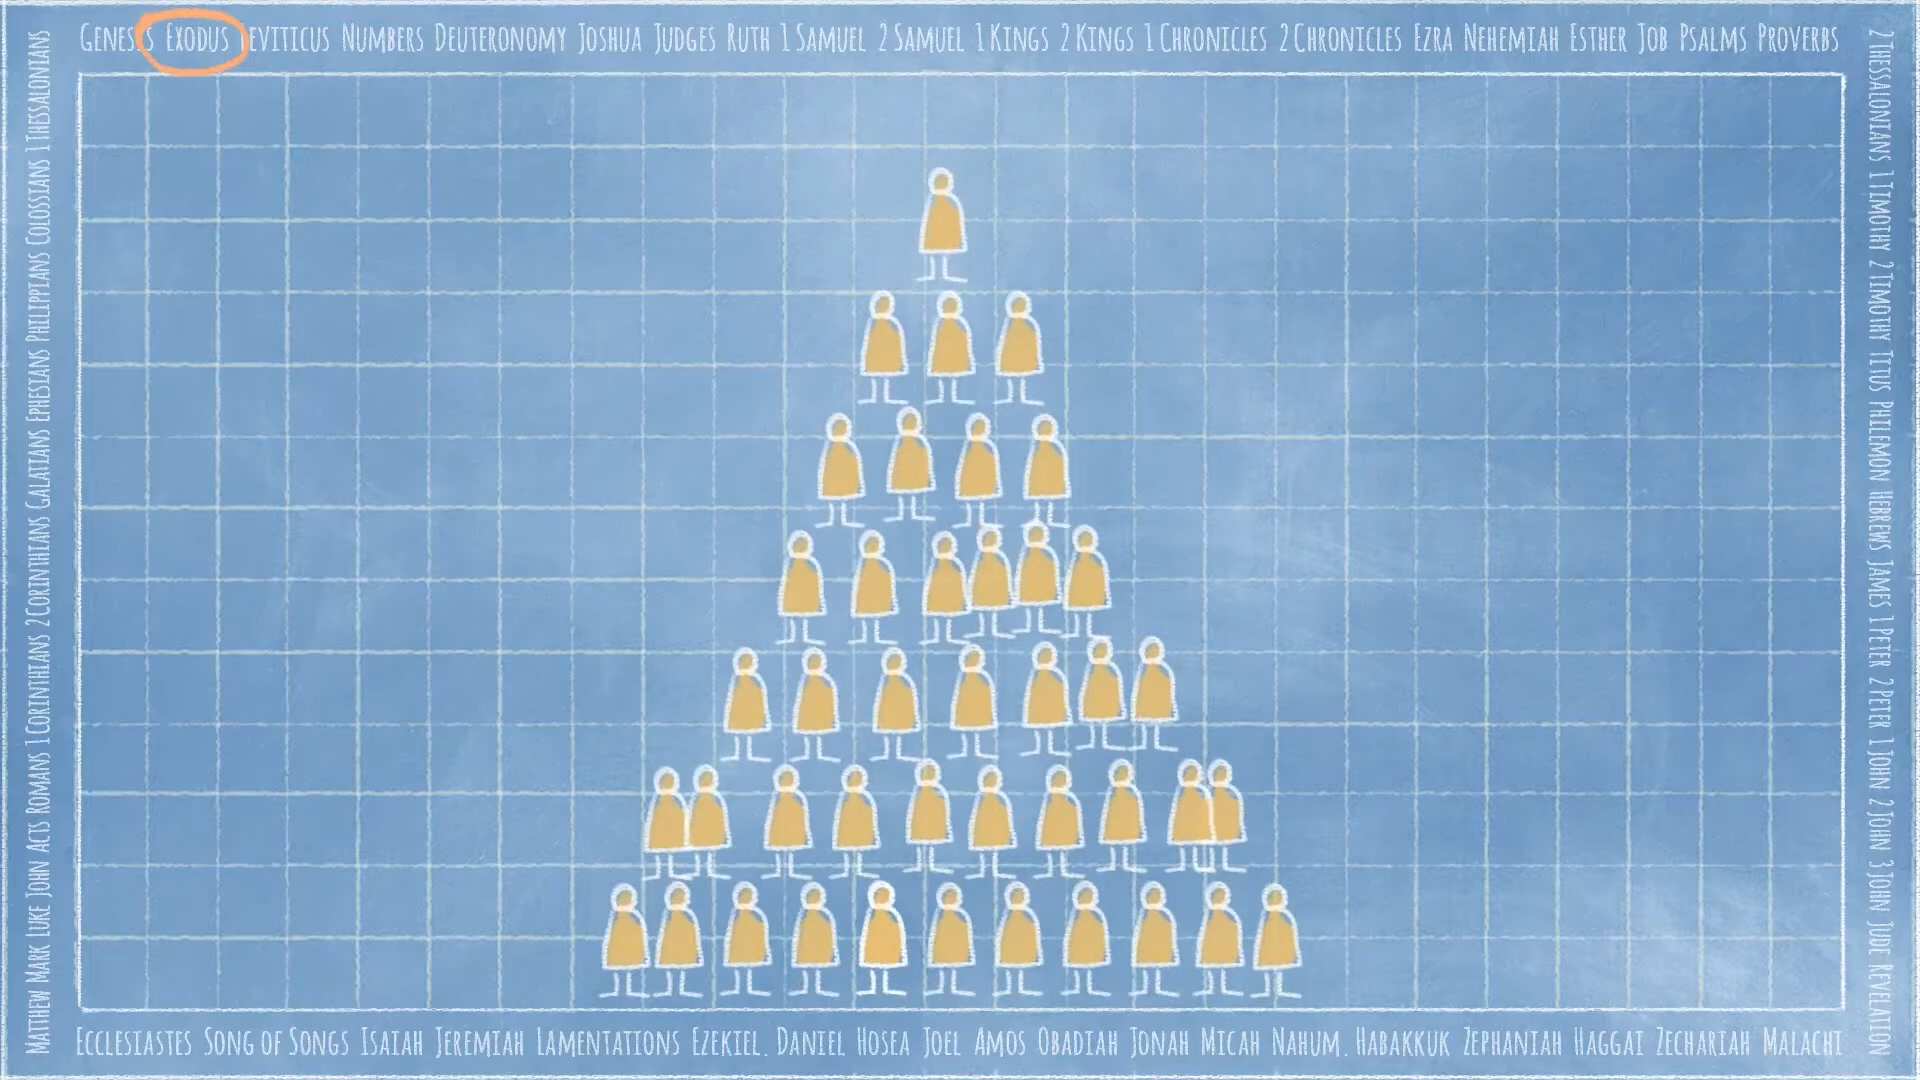 Genesis Exodus Leviticus Numbers Deuteronomy Joshua Judges Ruth 1 Samuel 2 Samuel 1 Kings 2 Kings 1 Chronicles 2 Chronicles Ezra Nehemiah Esther Job Psalms Proverbs
Matthew Mark Luke John Acts Romans 1 Corinthians 2 Corinthians Galatians Ephesians Philippians Colossians 1 Thessalonians
2 Thessalonians 1 Timothy 2 Timothy Titus Philemon Hebrews James 1 Peter 2 Peter 1 John 2 John 3 John Jude Revelation
Ecclesiastes Song of Songs Isaiah Jeremiah Lamentations Ezekiel. Daniel Hosea Joel Amos Obadiah Jonah Micah Nahum. Habakkuk Zephaniah Haggai Zechariah Malachi